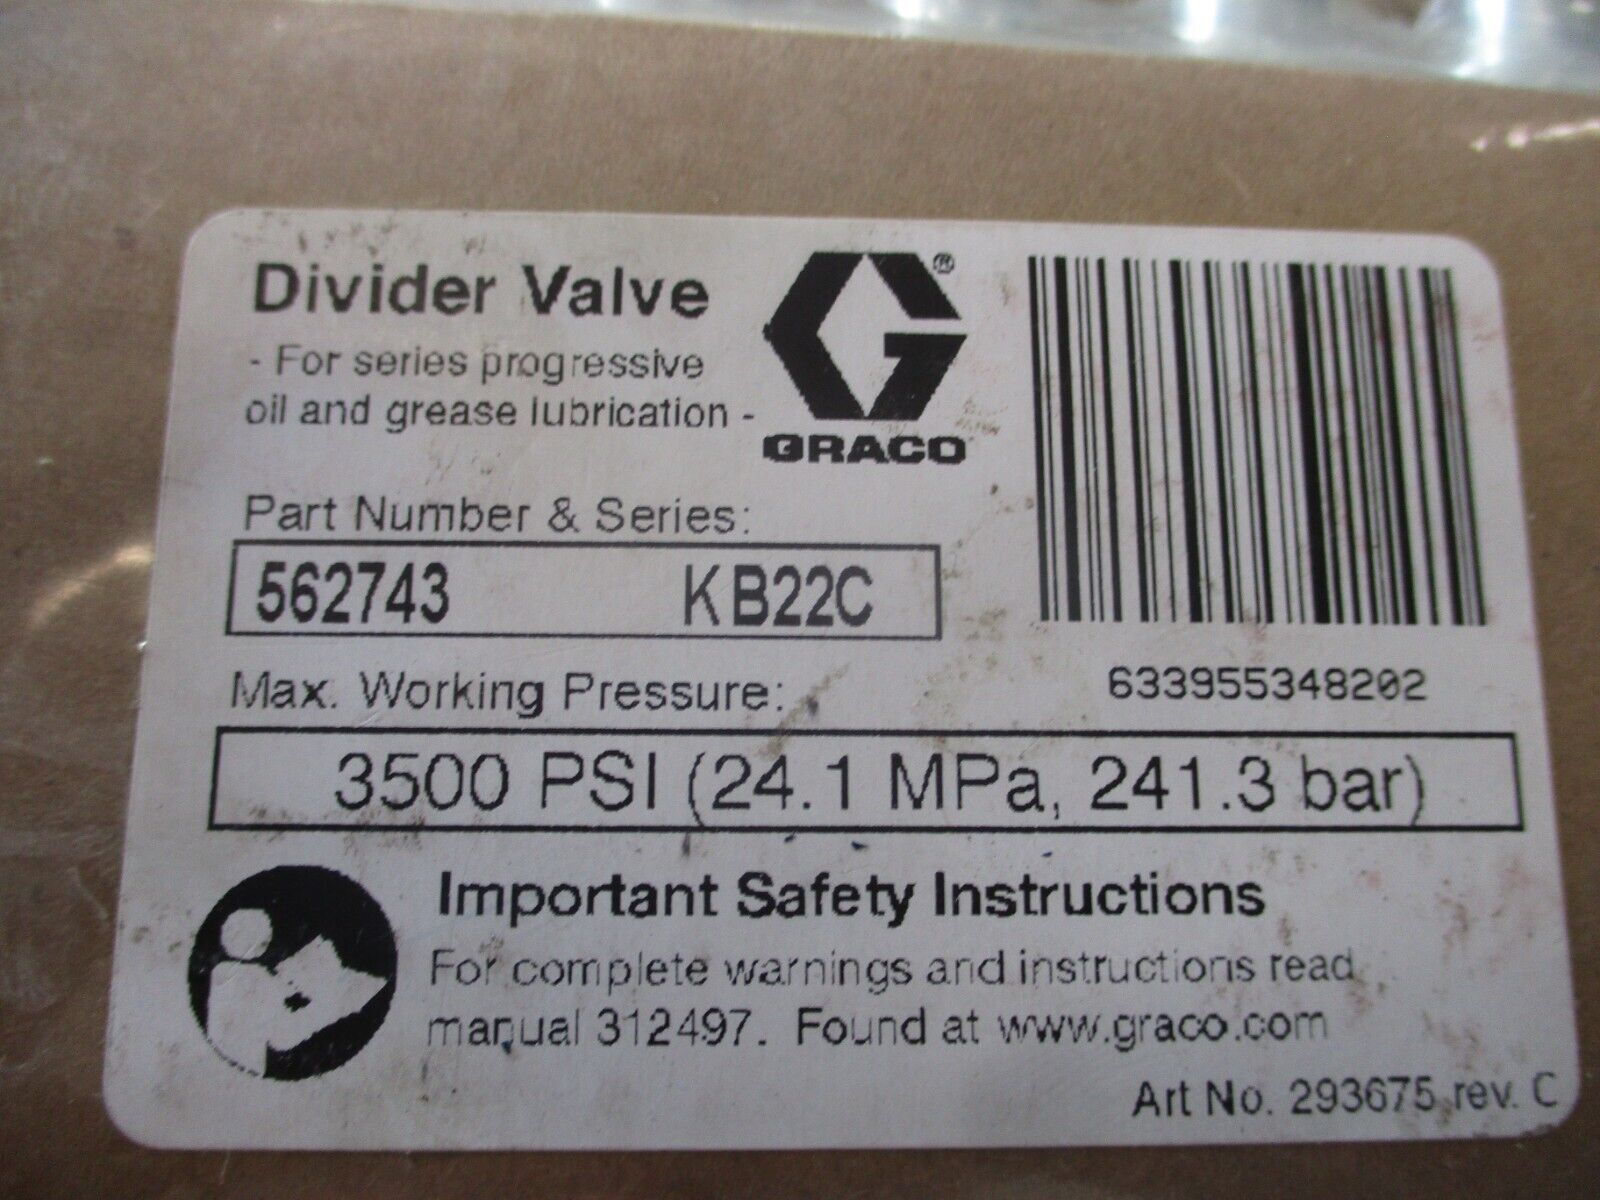 Divider Valve
- For series progressive
oil and grease lubrication -
®
GRACO
Part Number & Series:
562743 KB22C
Max. Working Pressure:
633955348202
3500 PSI (24.1 MPa, 241.3 bar)
Important Safety Instructions
For complete warnings and instructions read
manual 312497. Found at www.graco.com
Art No. 293675 rev. C